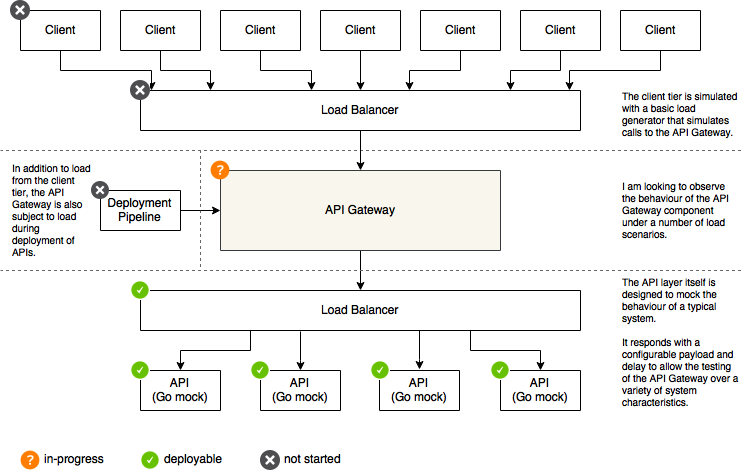 Client
Client
Client
Client
Client
Client
Client
Load Balancer
The client tier is simulated
with a basic load
generator that simulates
calls to the API Gateway.
In addition to load
from the client
tier, the API
Gateway is also
subject to load
during
deployment of
APIs.
Deployment
Pipeline
?
API Gateway
I am looking to observe
the behaviour of the API
Gateway component
under a number of load
scenarios.
Load Balancer
The API layer itself is
designed to mock the
behaviour of a typical
system.
It responds with a
configurable payload and
delay to allow the testing
of the API Gateway over a
variety of system
characteristics.
API
(Go mock)
API
(Go mock)
API
(Go mock)
API
(Go mock)
? in-progress
deployable
not started